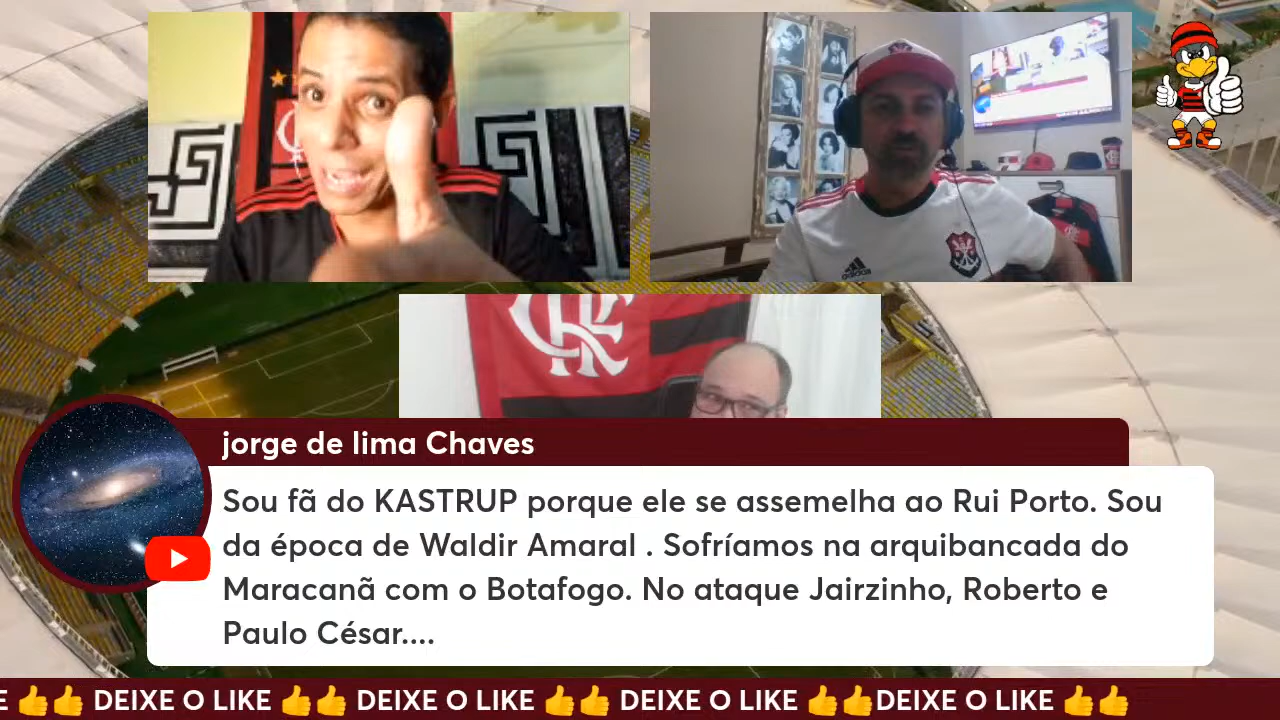 adidas
jorge de lima Chaves
Sou fã do KASTRUP porque ele se assemelha ao Rui Porto. Sou
da época de Waldir Amaral . Sofríamos na arquibancada do
Maracanã com o Botafogo. No ataque Jairzinho, Roberto e
Paulo César....
E 👍👍 DEIXE O LIKE 👍👍 DEIXE O LIKE 👍👍 DEIXE O LIKE 👍👍DEIXE O LIKE 👍👍